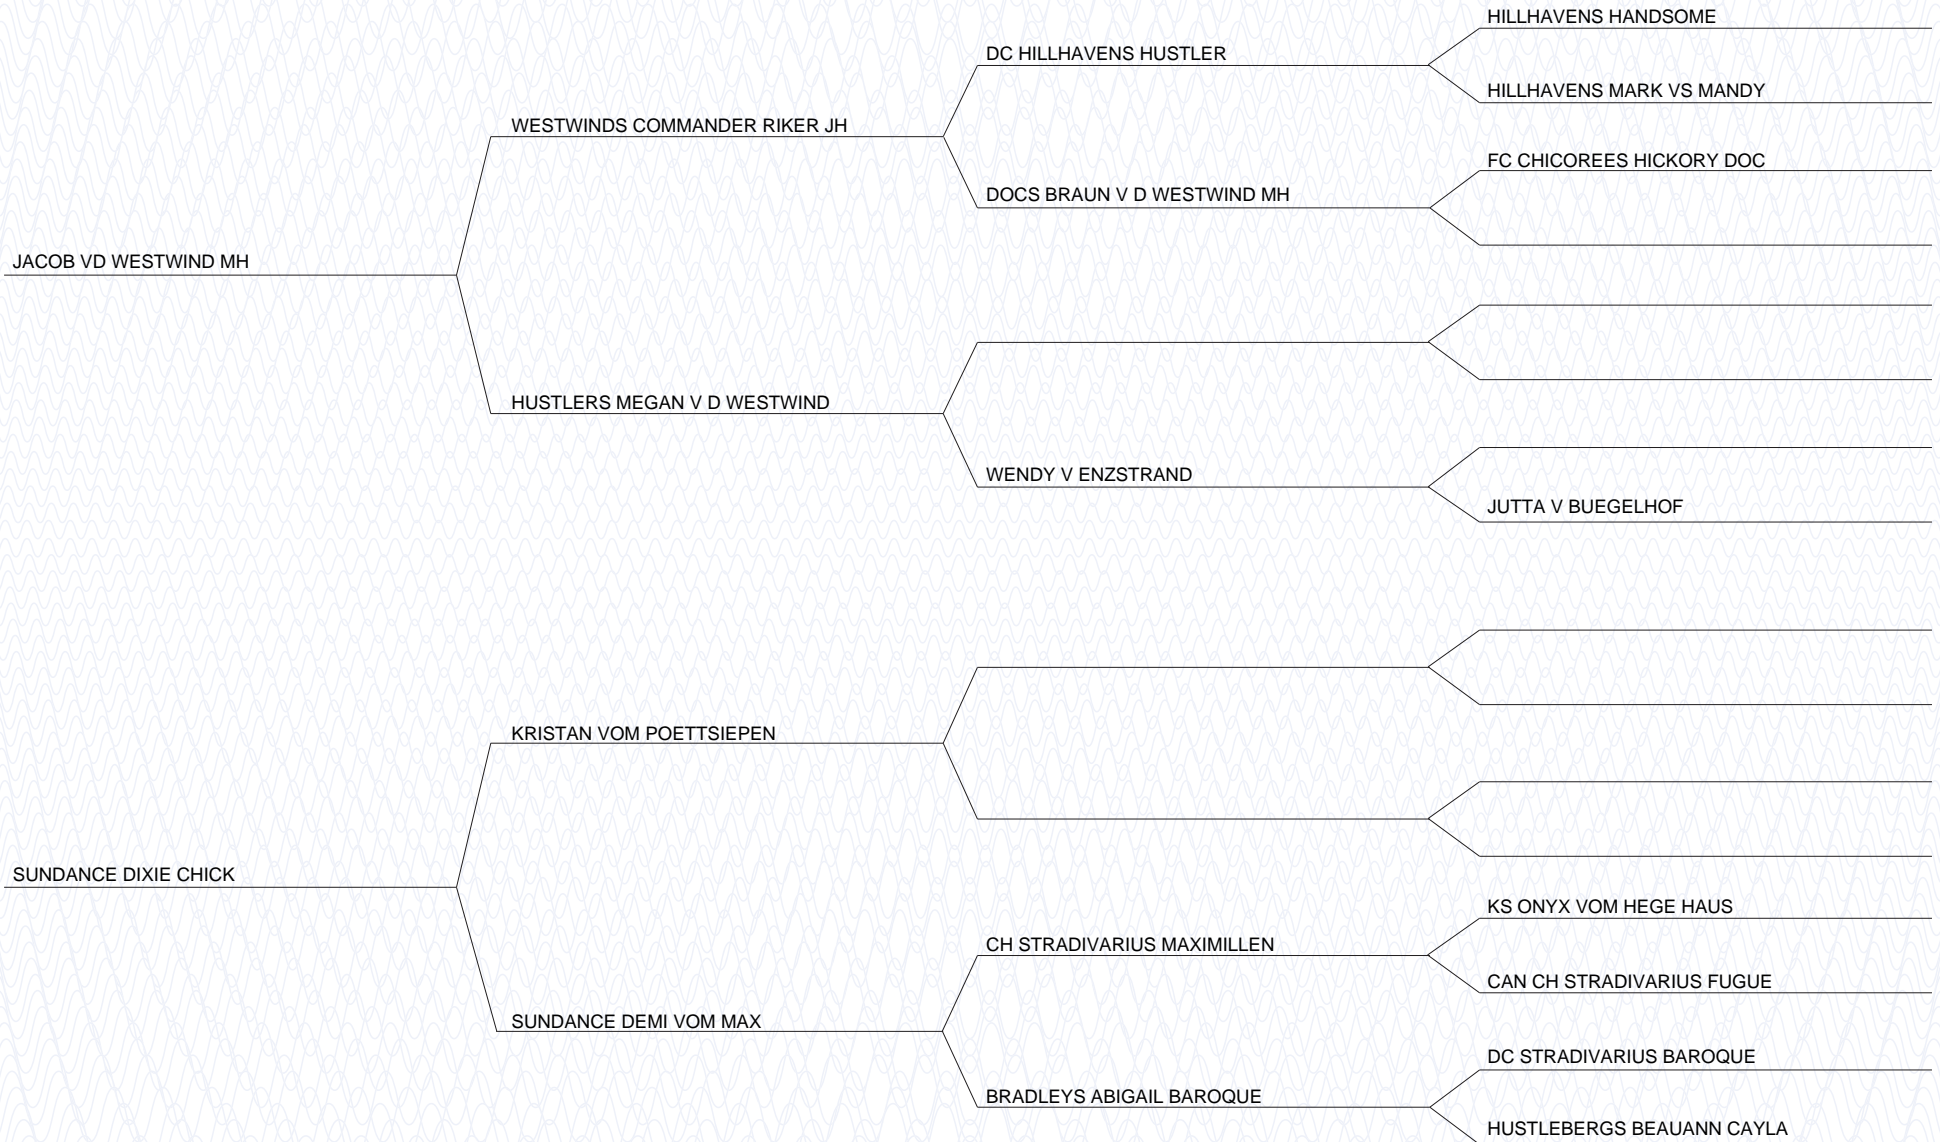 HILLHAVENS HANDSOME
DC HILLHAVENS HUSTLER
HILLHAVENS MARK VS MANDY
WESTWINDS COMMANDER RIKER JH
FC CHICOREES HICKORY DOC
DOCS BRAUN V D WESTWIND MH
JACOB VD WESTWIND MH
HUSTLERS MEGAN V D WESTWIND
WENDY V ENZSTRAND
JUTTA V BUEGELHOF
KRISTAN VOM POETTSIEPEN
SUNDANCE DIXIE CHICK
KS ONYX VOM HEGE HAUS
CH STRADIVARIUS MAXIMILLEN
CAN CH STRADIVARIUS FUGUE
SUNDANCE DEMI VOM MAX
DC STRADIVARIUS BAROQUE
BRADLEYS ABIGAIL BAROQUE
HUSTLEBERGS BEAUANN CAYLA